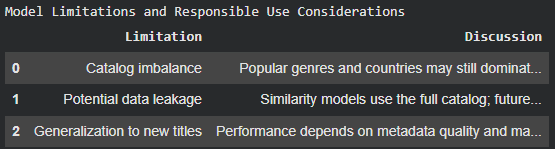 Model Limitations and Responsible Use Considerations
Limitation Discussion
0 Catalog imbalance Popular genres and countries may still dominat...
1 Potential data leakage Similarity models use the full catalog; future...
2 Generalization to new titles Performance depends on metadata quality and ma...